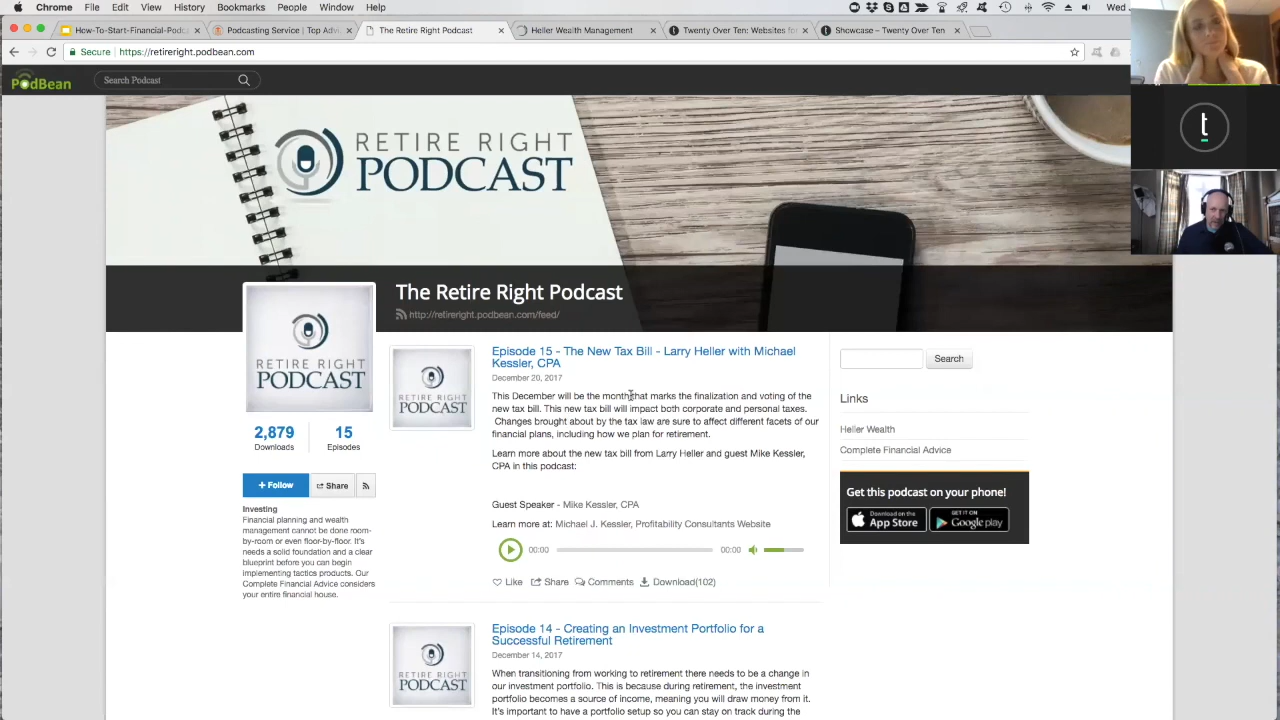 Chrome File Edit View History Bookmarks People Window Help
Wed
How-To-Start-Financial-Podc
Podcasting Service | Top Advi
The Retire Right Podcast
Heller Wealth Management
Twenty Over Ten: Websites for
Showcase – Twenty Over Ten
Secure | https://retireright.podbean.com
PodBean
Search Podcast
t
RETIRE RIGHT
PODCAST
The Retire Right Podcast
http://retireright.podbean.com/feed/
RETIRE RIGHT
PODCAST
2,879
Downloads
15
Episodes
+ Follow
Share
Investing
Financial planning and wealth
management cannot be done room-
by-room or even floor-by-floor. It's
needs a solid foundation and a clear
blueprint before you can begin
implementing tactics products. Our
Complete Financial Advice considers
your entire financial house.
RETIRE RIGHT
PODCAST
Episode 15 - The New Tax Bill - Larry Heller with Michael
Kessler, CPA
December 20, 2017
This December will be the month that marks the finalization and voting of the
new tax bill. This new tax bill will impact both corporate and personal taxes.
Changes brought about by the tax law are sure to affect different facets of our
financial plans, including how we plan for retirement.
Learn more about the new tax bill from Larry Heller and guest Mike Kessler,
CPA in this podcast:
Guest Speaker - Mike Kessler, CPA
Learn more at: Michael J. Kessler, Profitability Consultants Website
00:00
00:00
Like Share Comments Download(102)
RETIRE RIGHT
PODCAST
Episode 14 - Creating an Investment Portfolio for a
Successful Retirement
December 14, 2017
When transitioning from working to retirement there needs to be a change in
our investment portfolio. This is because during retirement, the investment
portfolio becomes a source of income, meaning you will draw money from it.
It's important to have a portfolio setup so you can stay on track during the
Search
Links
Heller Wealth
Complete Financial Advice
Get this podcast on your phone!
Download on the
App Store
GET IT ON
Google play